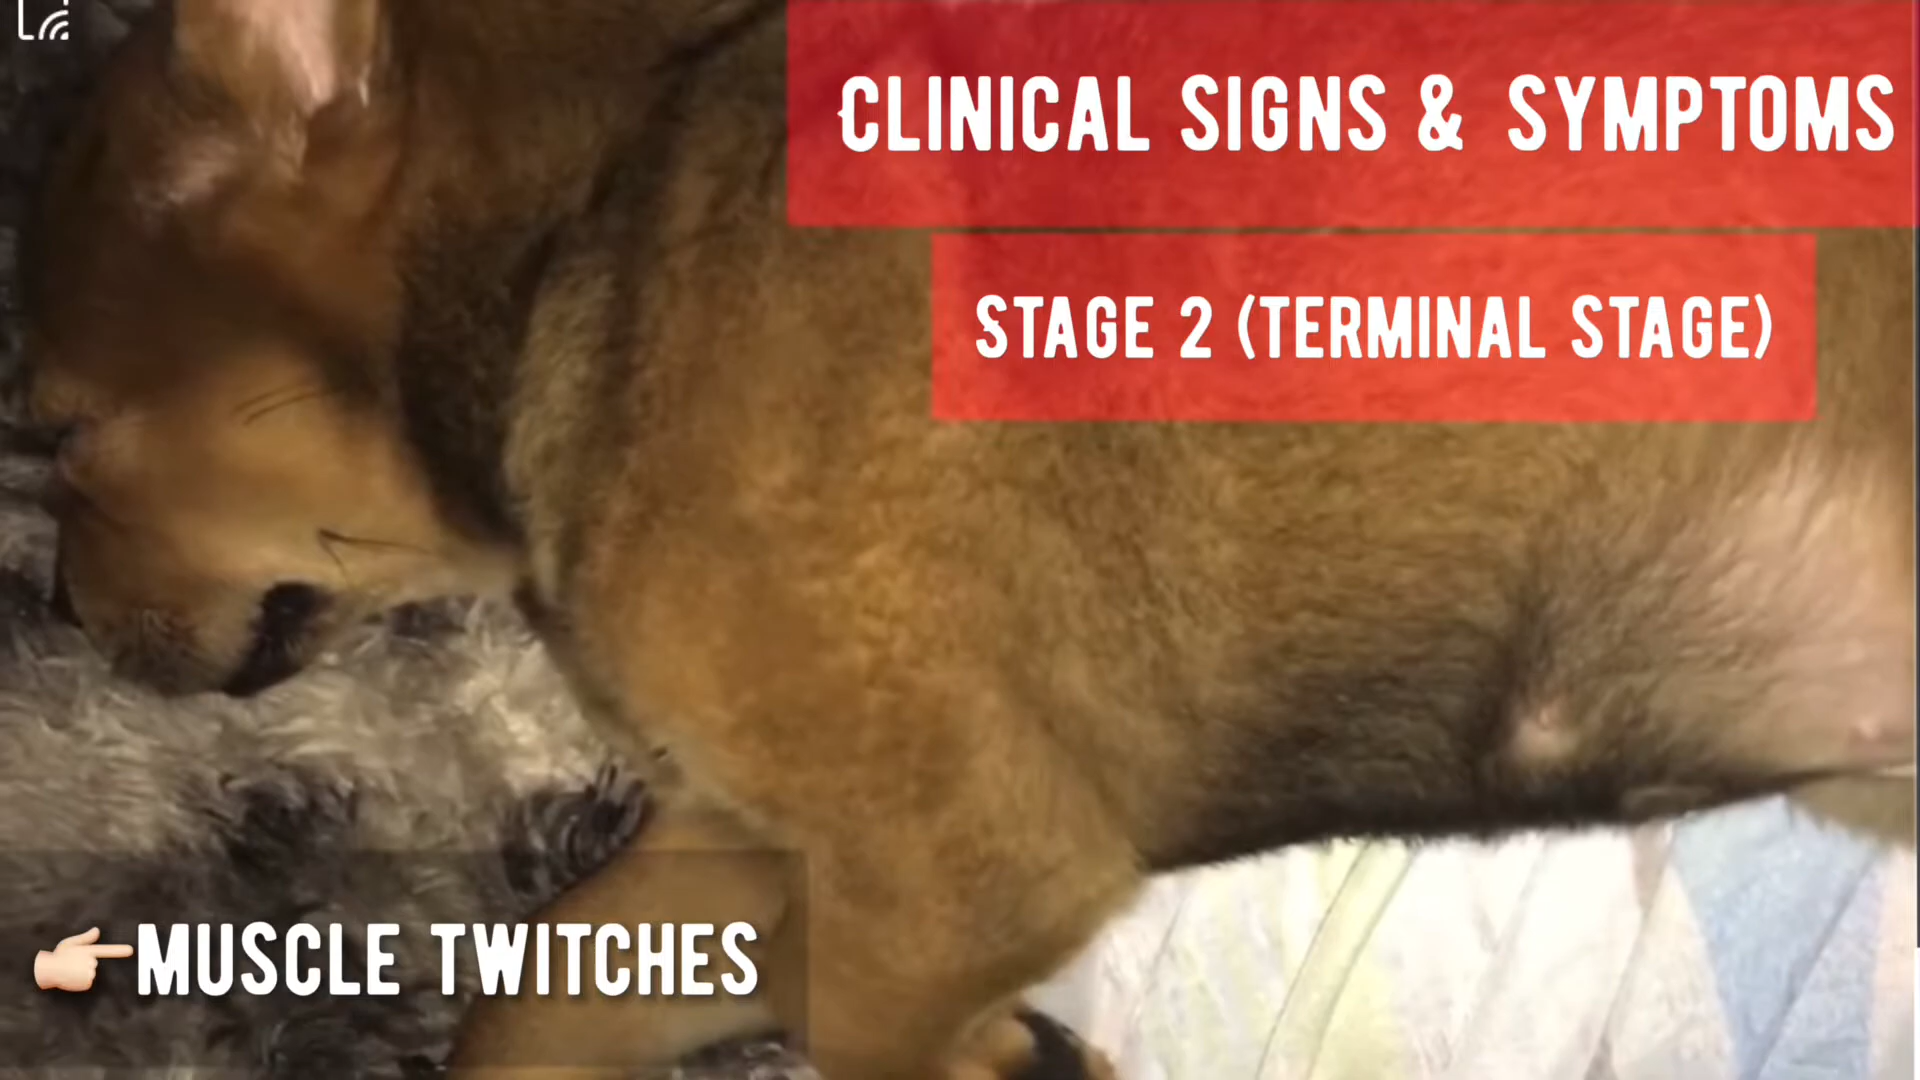 CLINICAL SIGNS & SYMPTOMS
STAGE 2 (TERMINAL STAGE)
👉🏻MUSCLE TWITCHES